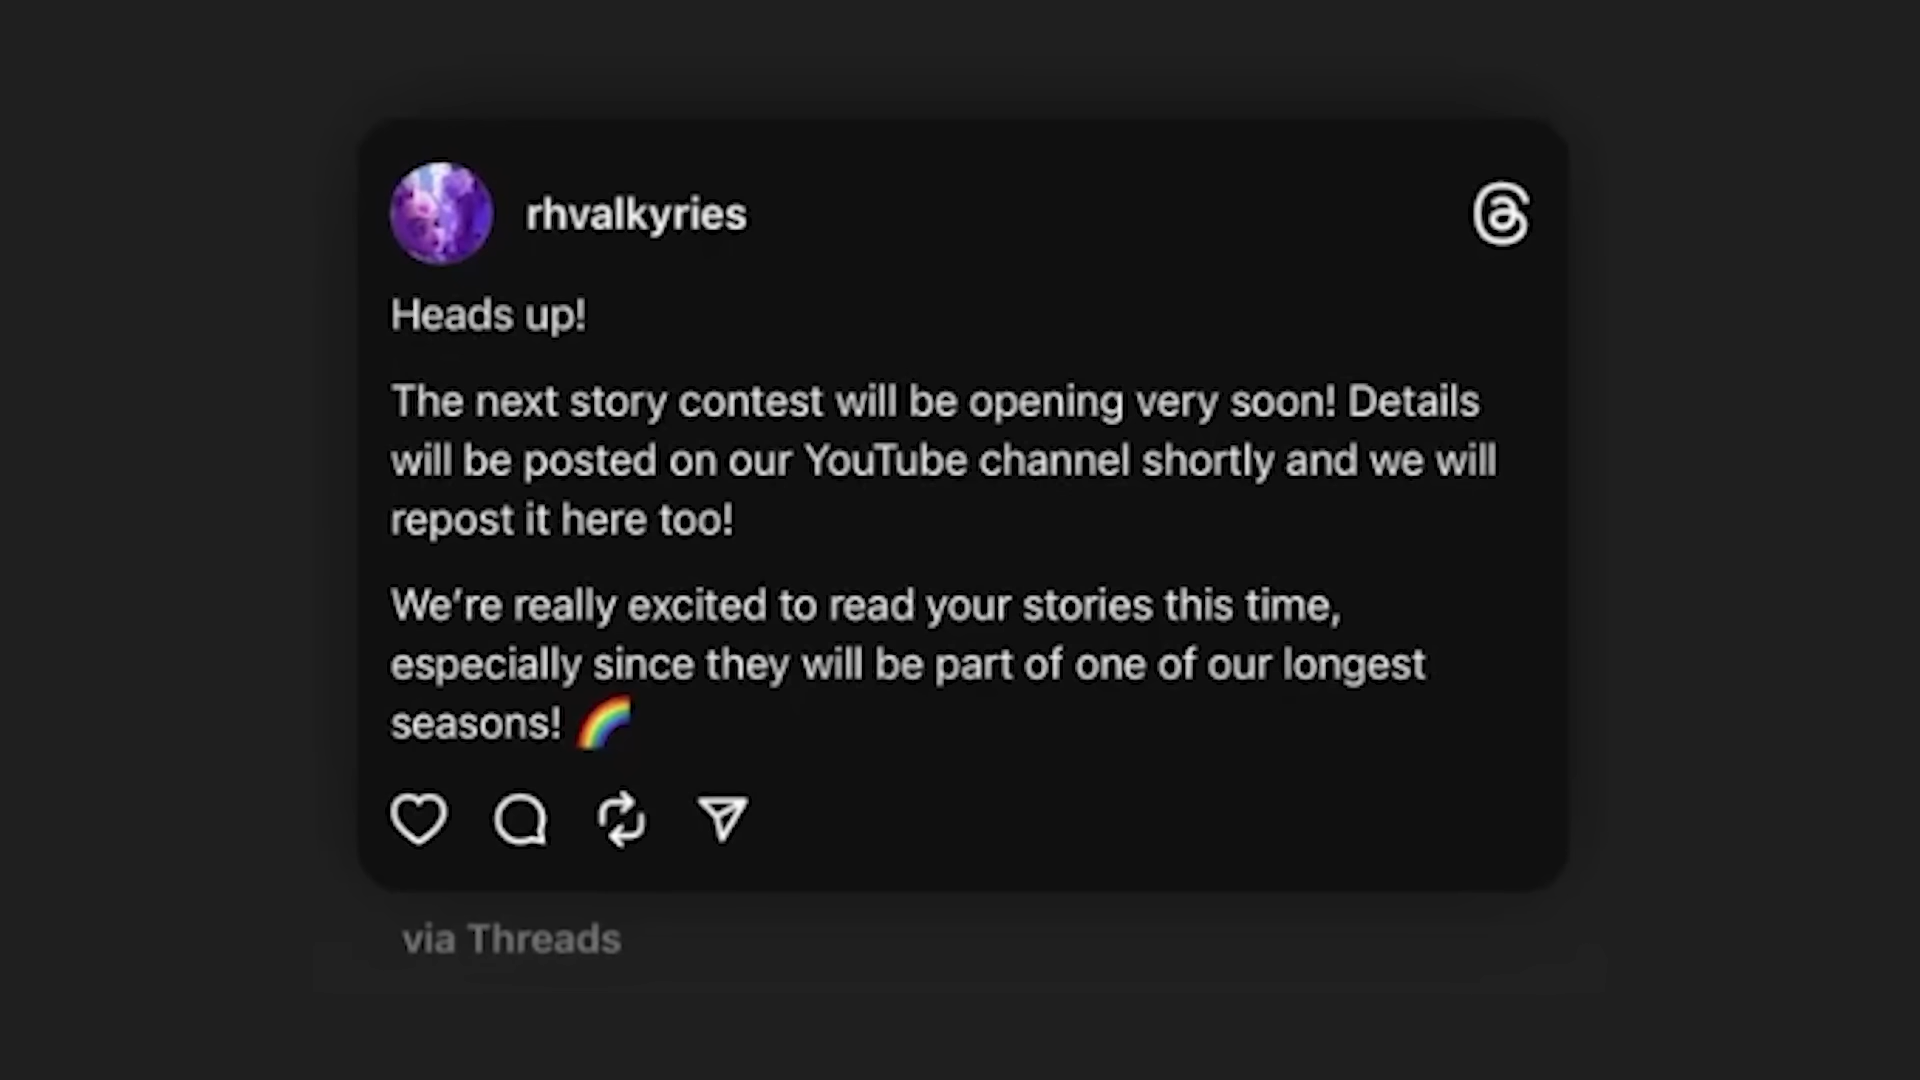 rhvalkyries
Heads up!
The next story contest will be opening very soon! Details
will be posted on our YouTube channel shortly and we will
repost it here too!
We’re really excited to read your stories this time,
especially since they will be part of one of our longest
seasons! 🌈
via Threads